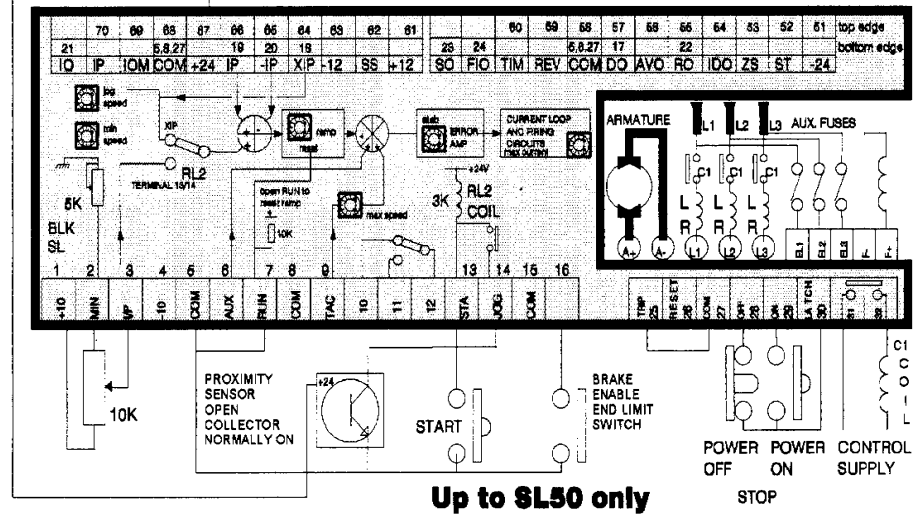 70 69 68 67 66 65 64 63 62 61
60 59 58 57 56 55 54 53 52 51 top edge
21 5,8,27 19 20 18
23 24 5,8,27 17 22 bottom edge
IO IP IOM COM +24 IP -IP XIP -12 SS +12
SO FIO TIM REV COM DO AVO RO IDO ZS ST -24
jog speed
min speed
XIP
RL2
TERMINAL 13/14
5K
BLK
SL
+
-
+
ramp
reset
open RUN to
reset ramp
+
10K
max speed
stab
ERROR
AMP
CURRENT LOOP
AND FIRING
CIRCUITS
+24V
RL2
3K
COIL
ARMATURE
L1 L2 L3 AUX. FUSES
C1 C1 C1
L L L
R R R
A+ A- L1 L2 L3 EL1 EL2 EL3 F- F+
1 2 3 4 5 6 7 8 9 10 11 12 13 14 15 16
+10 MIN IP COM AUX RUN COM TAC STA JOG COM
TRIP 25 RESET 26 COM 27 OFF 28 ON 29 LATCH 30 31 32
10K
PROXIMITY
SENSOR
OPEN
COLLECTOR
NORMALLY ON
+24
START
BRAKE
ENABLE
END LIMIT
SWITCH
POWER
OFF
POWER
ON
STOP
CONTROL
SUPPLY
C1
C
O
I
L
Up to SL50 only